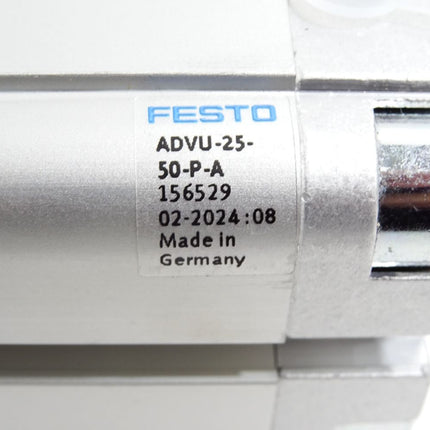 FESTO
ADVU-25-
50-P-A
156529
02-2024:08
Made in
Germany